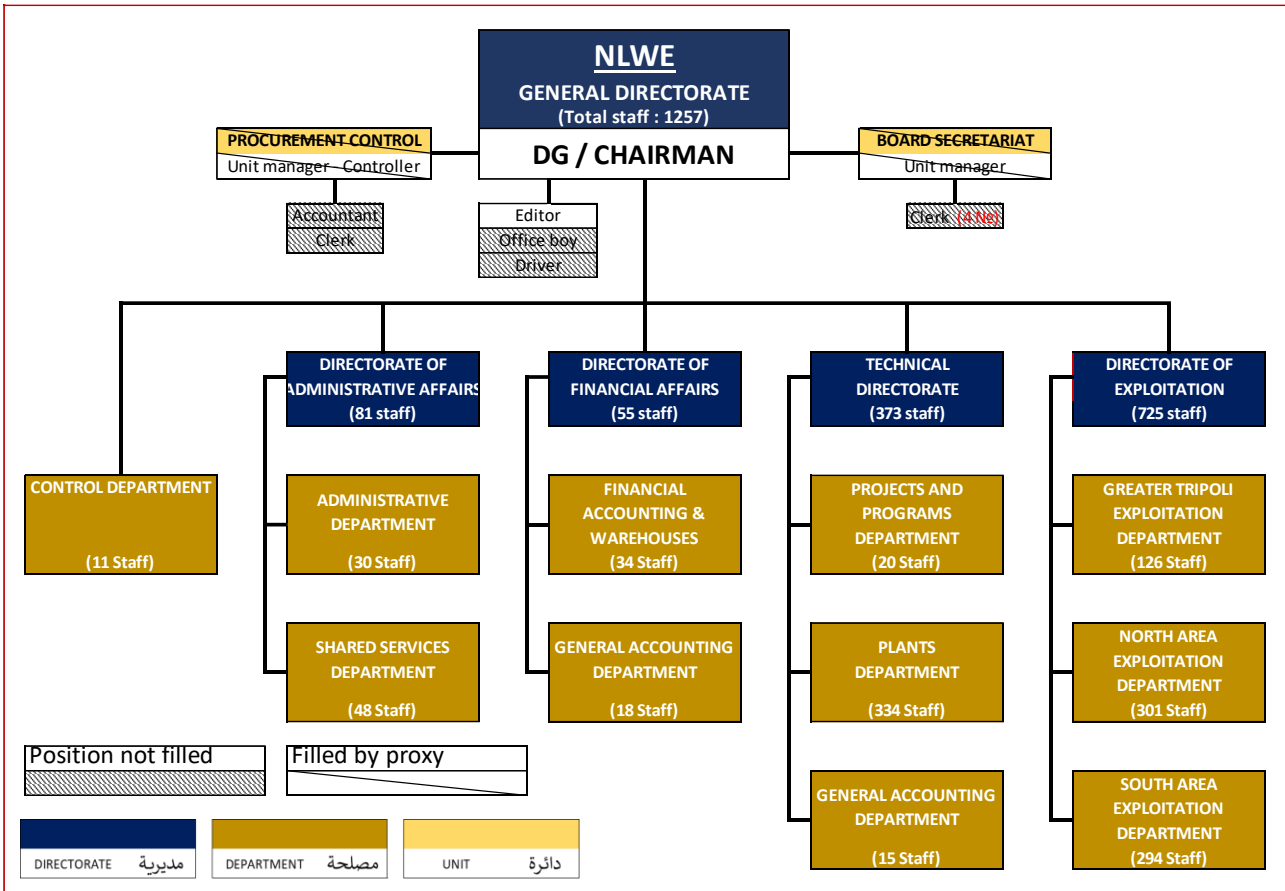 NLWE
GENERAL DIRECTORATE
(Total staff : 1257)
DG / CHAIRMAN
PROCUREMENT CONTROL
Unit manager Controller
Accountant
Clerk
Editor
Office boy
Driver
BOARD SECRETARIAT
Unit manager
Clerk (4 №)
DIRECTORATE OF
ADMINISTRATIVE AFFAIRS
(81 staff)
DIRECTORATE OF
FINANCIAL AFFAIRS
(55 staff)
TECHNICAL
DIRECTORATE
(373 staff)
DIRECTORATE OF
EXPLOITATION
(725 staff)
CONTROL DEPARTMENT
(11 Staff)
ADMINISTRATIVE
DEPARTMENT
(30 Staff)
FINANCIAL
ACCOUNTING &
WAREHOUSES
(34 Staff)
PROJECTS AND
PROGRAMS
DEPARTMENT
(20 Staff)
GREATER TRIPOLI
EXPLOITATION
DEPARTMENT
(126 Staff)
SHARED SERVICES
DEPARTMENT
(48 Staff)
GENERAL ACCOUNTING
DEPARTMENT
(18 Staff)
PLANTS
DEPARTMENT
(334 Staff)
NORTH AREA
EXPLOITATION
DEPARTMENT
(301 Staff)
GENERAL ACCOUNTING
DEPARTMENT
(15 Staff)
SOUTH AREA
EXPLOITATION
DEPARTMENT
(294 Staff)
Position not filled
Filled by proxy
DIRECTORATE مديرية
DEPARTMENT مصلحة
UNIT دائرة